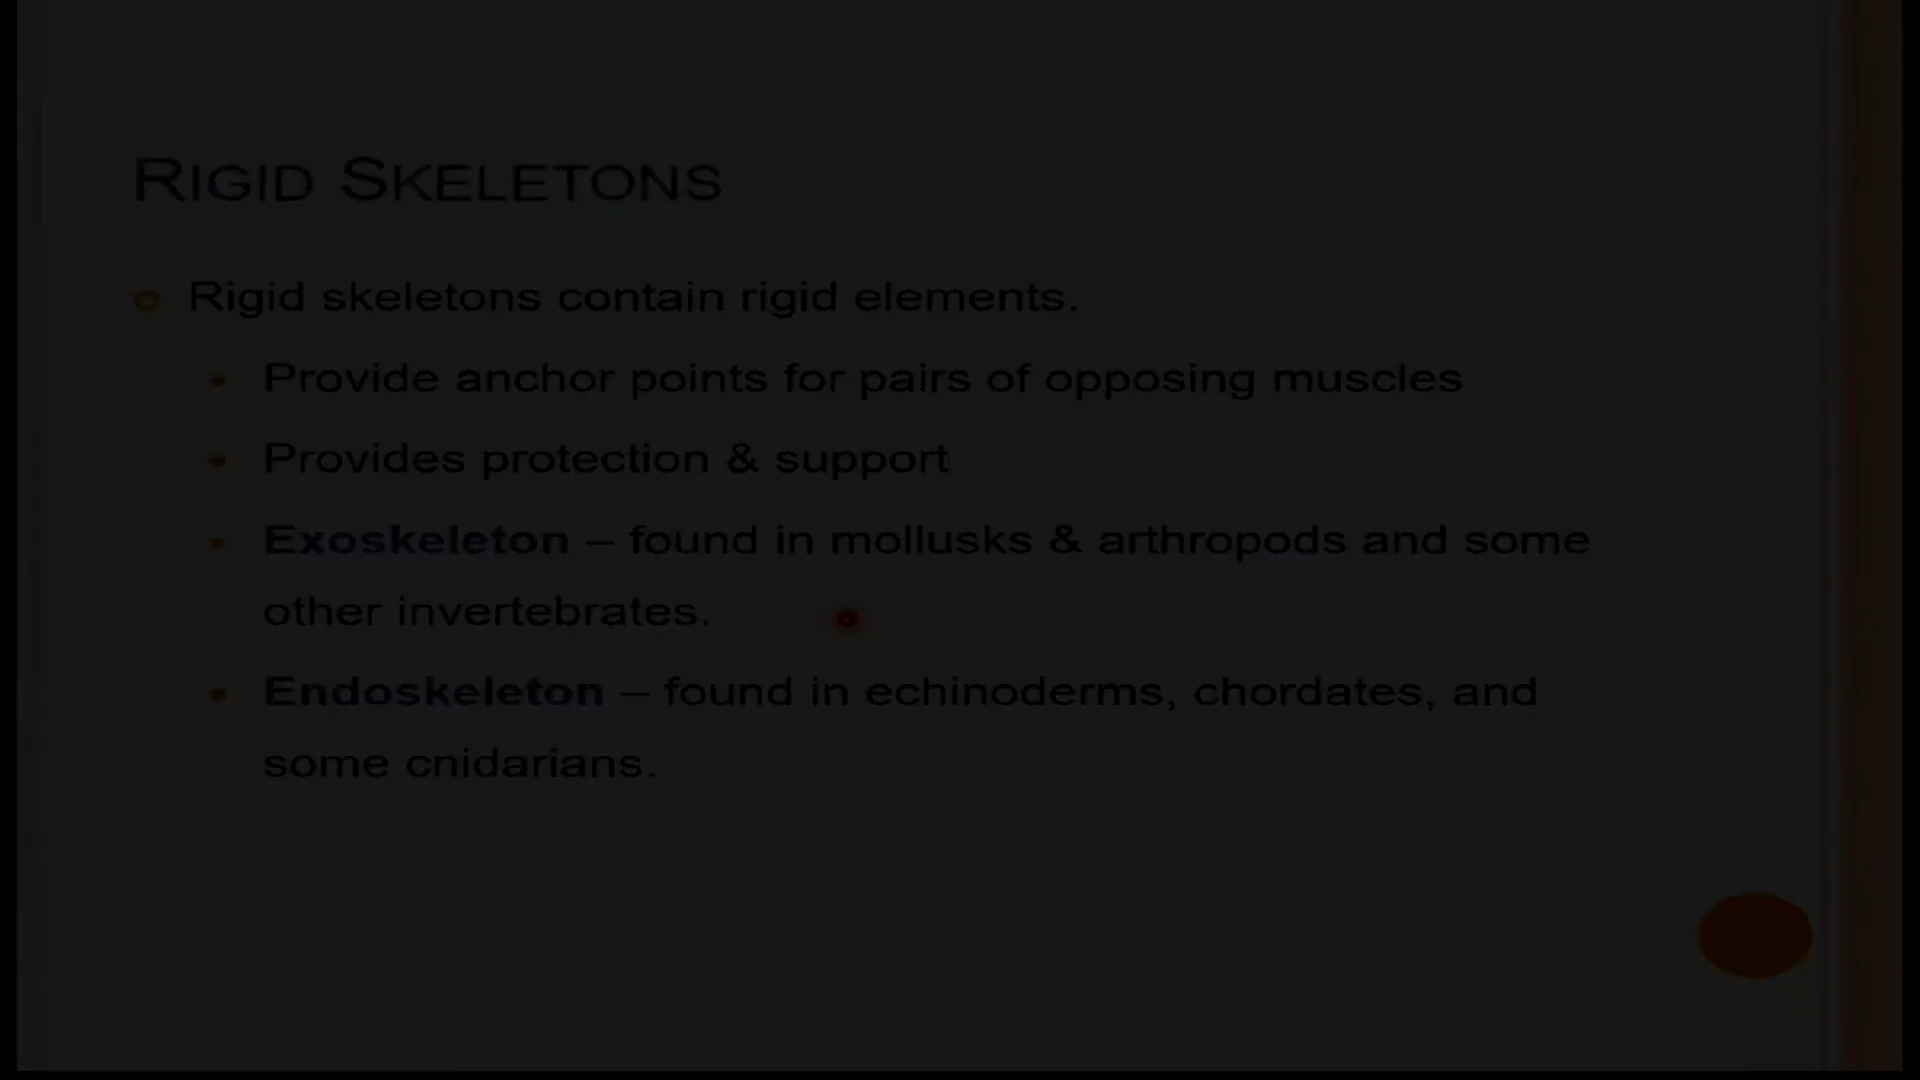 Rigid Skeletons
Rigid skeletons contain rigid elements.
Provide anchor points for pairs of opposing muscles
Provides protection & support
Exoskeleton – found in mollusks & arthropods and some
other invertebrates.
Endoskeleton – found in echinoderms, chordates, and
some cnidarians.